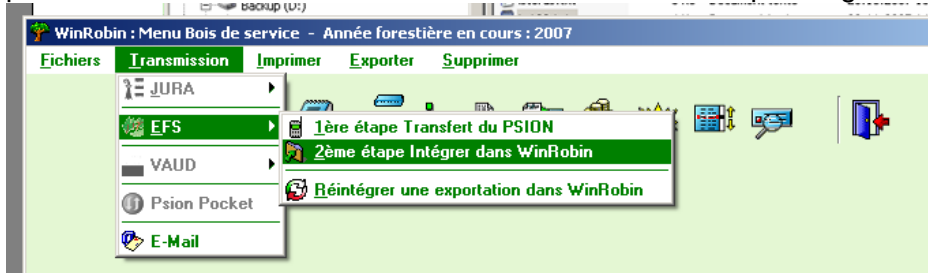 Backup (D:)
WinRobin : Menu Bois de service - Année forestière en cours : 2007
Fichiers Transmission Imprimer Exporter Supprimer
JURA
EFS
1ère étape Transfert du PSION
2ème étape Intégrer dans WinRobin
VAUD
Réintégrer une exportation dans WinRobin
Psion Pocket
E-Mail